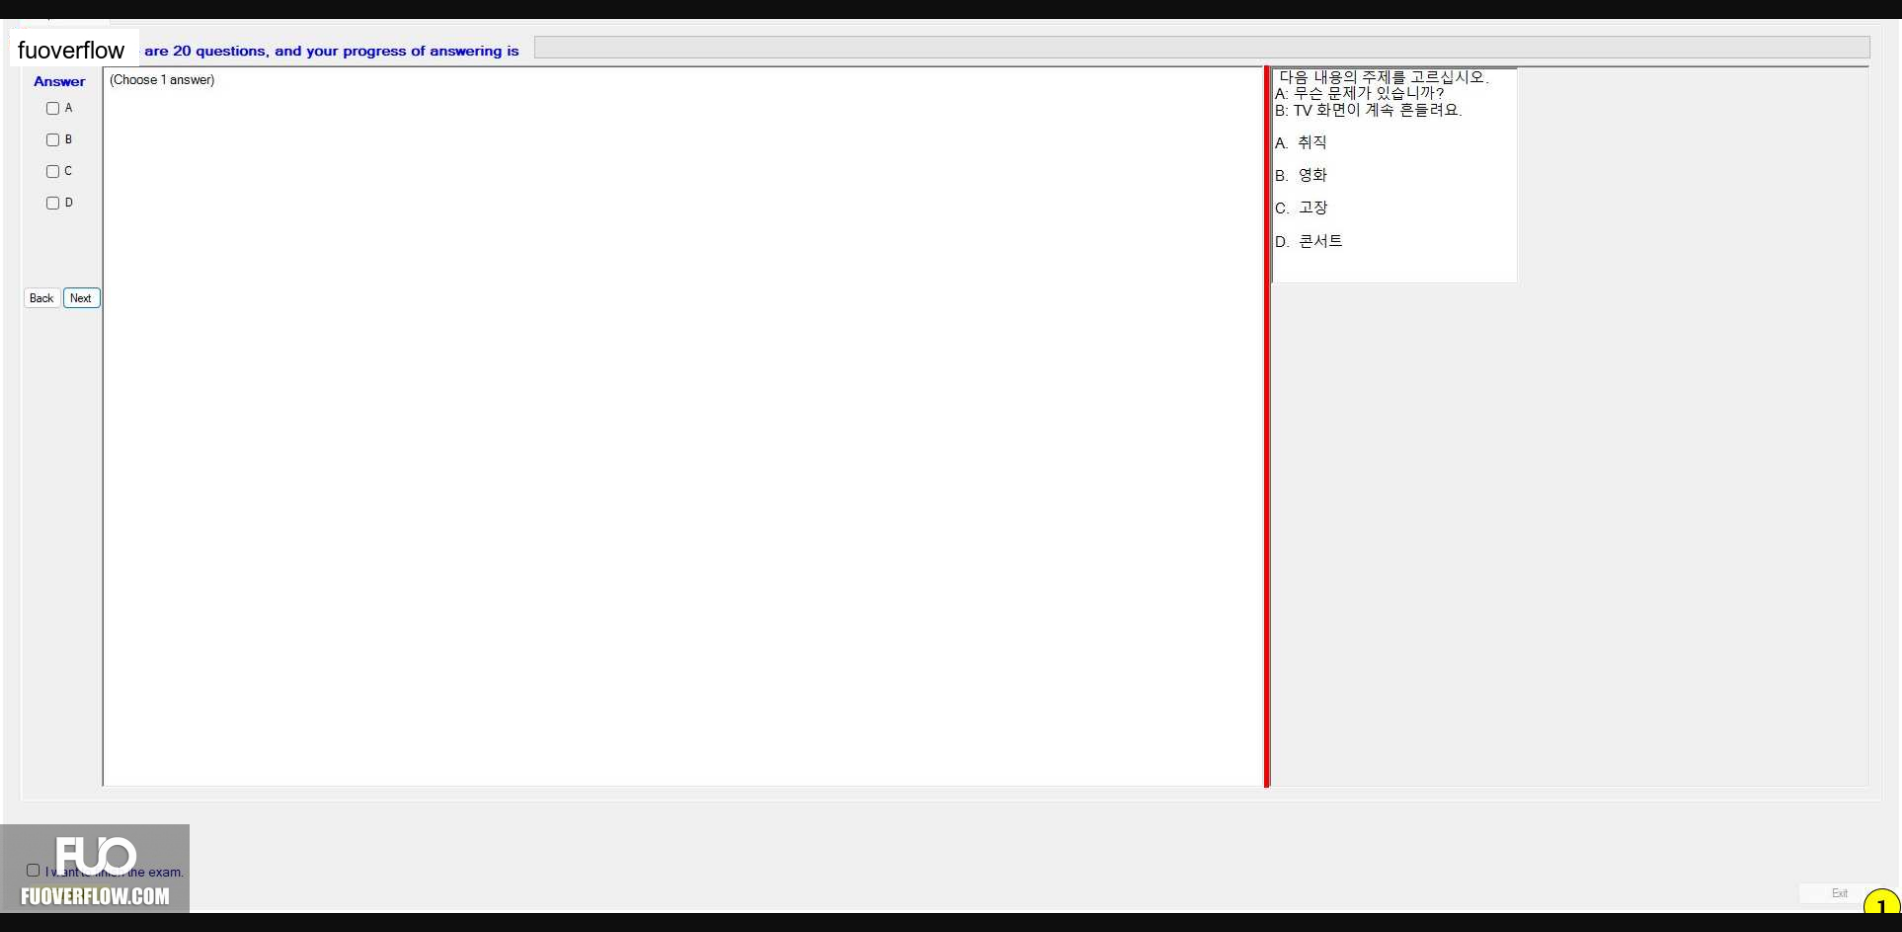 fuoverflow are 20 questions, and your progress of answering is
Answer
(Choose 1 answer)
A
B
C
D
Back Next
다음 내용의 주제를 고르십시오.
A: 무슨 문제가 있습니까?
B: TV 화면이 계속 흔들려요.
A. 취직
B. 영화
C. 고장
D. 콘서트
FUO
I want to finish the exam.
FUOVERFLOW.COM
Exit
1